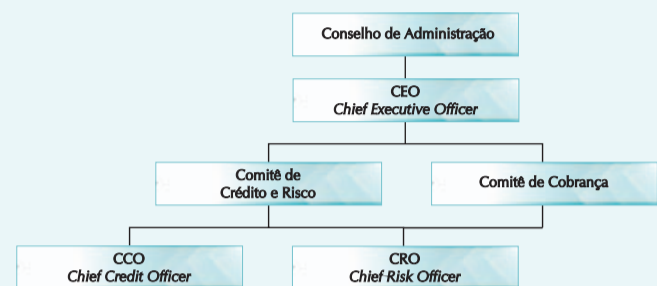 Conselho de Administração
CEO
Chief Executive Officer
Comitê de
Crédito e Risco
Comitê de Cobrança
CCO
Chief Credit Officer
CRO
Chief Risk Officer